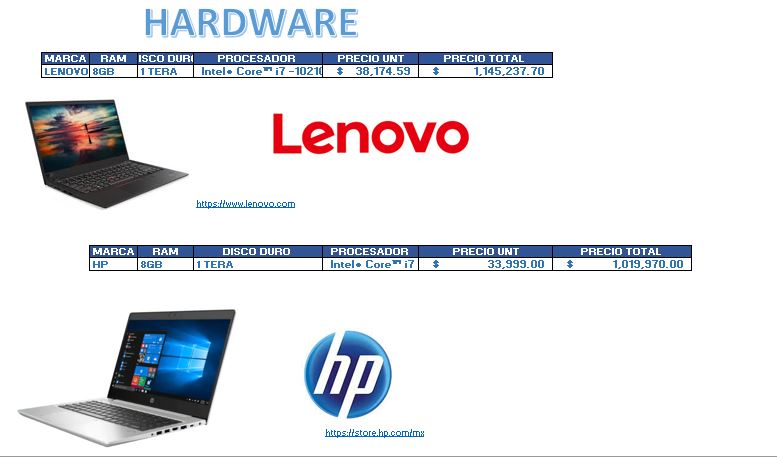 HARDWARE
MARCA RAM ISCO DURO PROCESADOR PRECIO UNT PRECIO TOTAL
LENOVO 8GB 1 TERA Intel® Core™ i7 -10210 $ 38,174.59 $ 1,145,237.70
Lenovo
https://www.lenovo.com
MARCA RAM DISCO DURO PROCESADOR PRECIO UNT PRECIO TOTAL
HP 8GB 1 TERA Intel® Core™ i7 $ 33,999.00 $ 1,019,970.00
hp
https://store.hp.com/mx